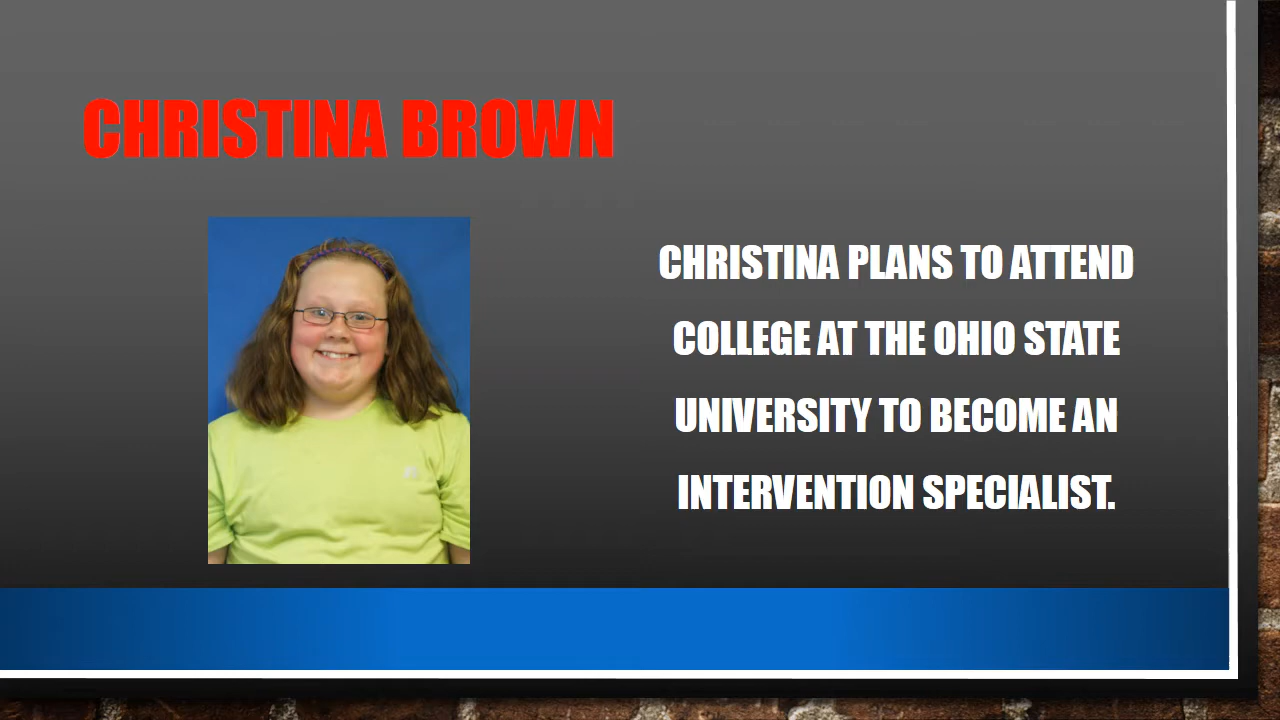 CHRISTINA BROWN
CHRISTINA PLANS TO ATTEND
COLLEGE AT THE OHIO STATE
UNIVERSITY TO BECOME AN
INTERVENTION SPECIALIST.